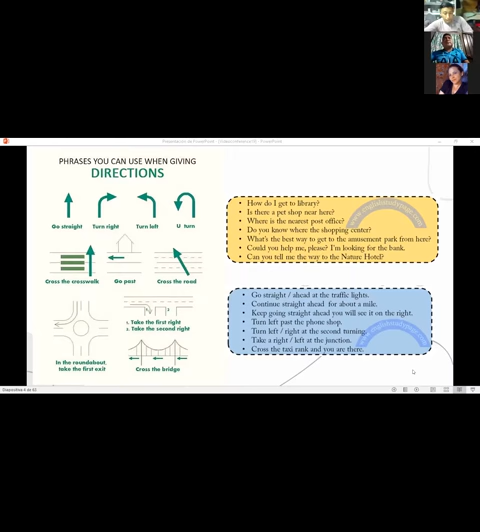 PHRASES YOU CAN USE WHEN GIVING
DIRECTIONS
Go straight
Turn right
Turn left
U turn
Cross the crosswalk
Go past
Cross the road
1. Take the first right
2. Take the second right
In the roundabout,
take the first exit
Cross the bridge
• How do I get to library?
• Is there a pet shop near here?
• Where is the nearest post office?
• Do you know where the shopping center?
• What's the best way to get to the amusement park from here?
• Could you help me, please? I'm looking for the bank.
• Can you tell me the way to the Nature Hotel?
• Go straight / ahead at the traffic lights.
• Continue straight ahead for about a mile.
• Keep going straight ahead you will see it on the right.
• Turn left past the phone shop.
• Turn left / right at the second turning.
• Take a right / left at the junction.
• Cross the taxi rank and you are there.